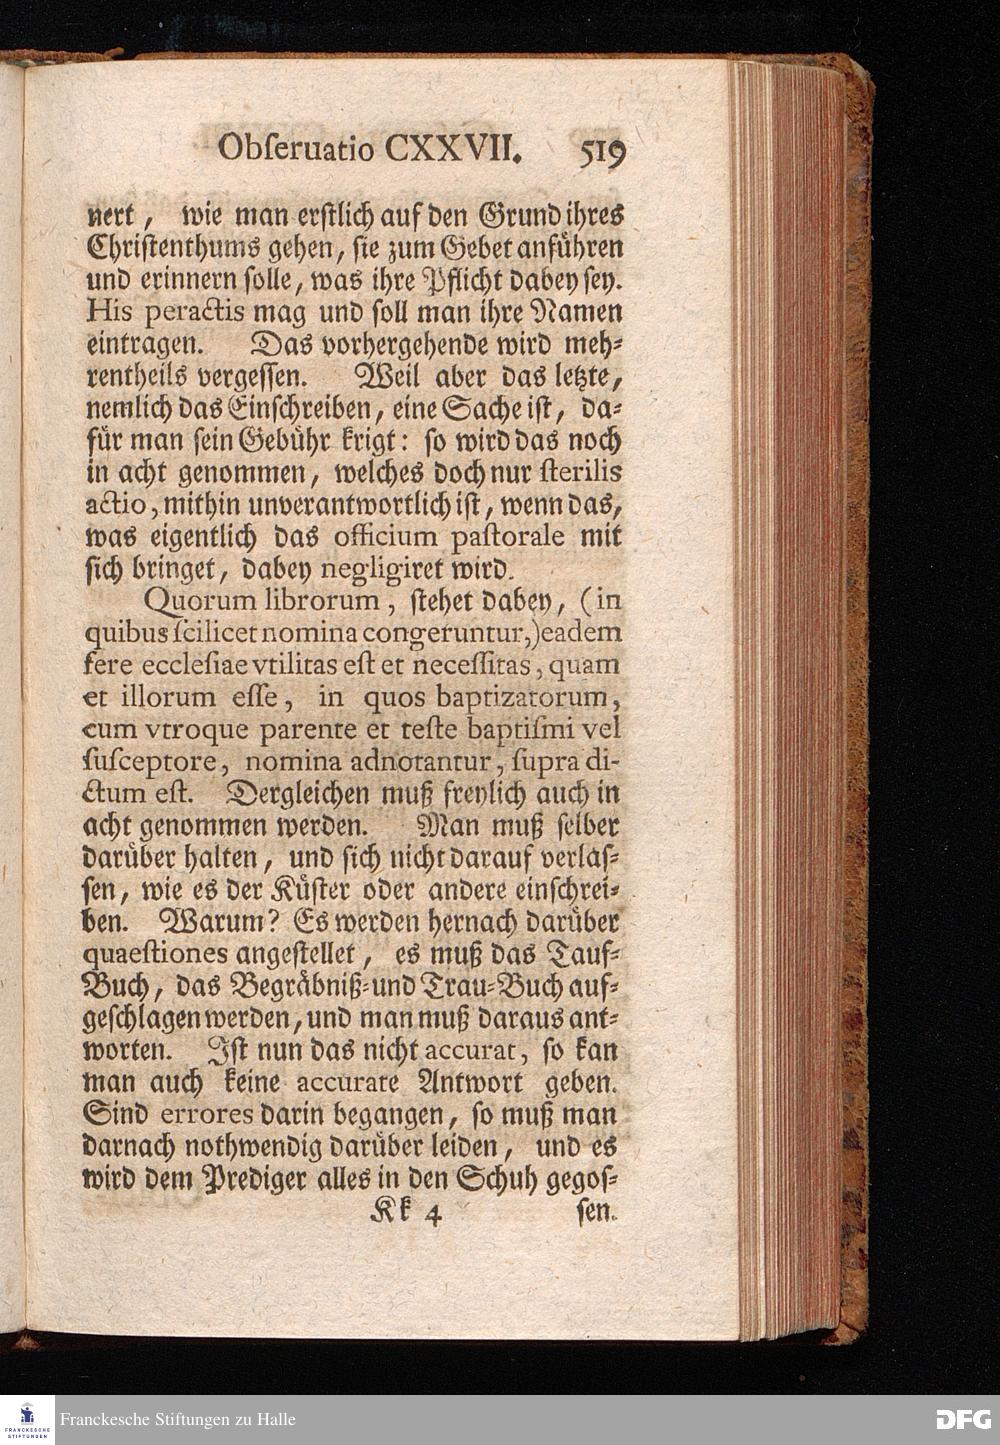 Obſeruatio CXXVII. 519
nert, wie man erſtlich auf den Grund ihres
Chriſtenthums gehen, ſie zum Gebet anführen
und erinnern ſolle, was ihre Pflicht dabey ſey.
His peractis mag und ſoll man ihre Namen
eintragen. Das vorhergehende wird meh-
rentheils vergeſſen. Weil aber das letzte,
nemlich das Einſchreiben, eine Sache iſt, da-
für man ſein Gebühr krigt: ſo wird das noch
in acht genommen, welches doch nur ſterilis
actio, mithin unverantwortlich iſt, wenn das,
was eigentlich das officium paſtorale mit
ſich bringet, dabey negligiret wird.
Quorum librorum, ſtehet dabey, (in
quibus ſcilicet nomina congeruntur,) eadem
fere eccleſiae vtilitas eſt et neceſſitas, quam
et illorum eſſe, in quos baptizatorum,
cum vtroque parente et teſte baptiſmi vel
ſuſceptore, nomina adnotantur, ſupra di-
ctum eſt. Dergleichen muß freylich auch in
acht genommen werden. Man muß ſelber
darüber halten, und ſich nicht darauf verlaſ-
ſen, wie es der Küſter oder andere einſchrei-
ben. Warum? Es werden hernach darüber
quaeſtiones angeſtellet, es muß das Tauf-
Buch, das Begräbniß-und Trau-Buch auf-
geſchlagen werden, und man muß daraus ant-
worten. Iſt nun das nicht accurat, ſo kan
man auch keine accurate Antwort geben.
Sind errores darin begangen, ſo muß man
darnach nothwendig darüber leiden, und es
wird dem Prediger alles in den Schuh gegoſ-
Kk 4 ſen.
FRANCKESCHE
STIFTUNGEN
Franckesche Stiftungen zu Halle
DFG